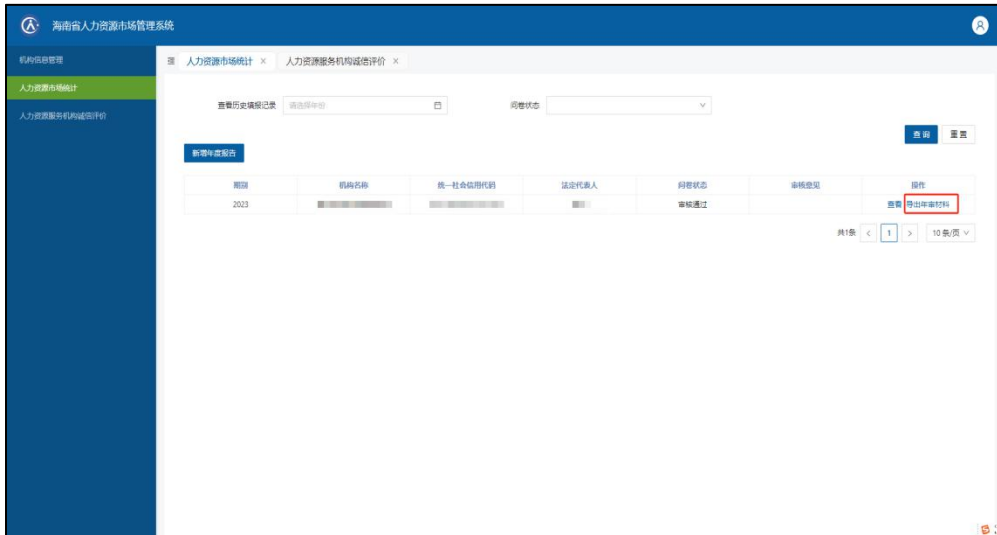 海南省人力资源市场管理系统
机构信息管理
人力资源市场统计
人力资源服务机构诚信评价
人力资源市场统计 ×
人力资源服务机构诚信评价 ×
查看历史填报记录 请选择年份
问卷状态
查询 重置
新增年度报告
期别 机构名称 统一社会信用代码 法定代表人 问卷状态 审核意见 操作
2023 审核通过 查看 导出年审材料
共1条 < 1 > 10 条/页